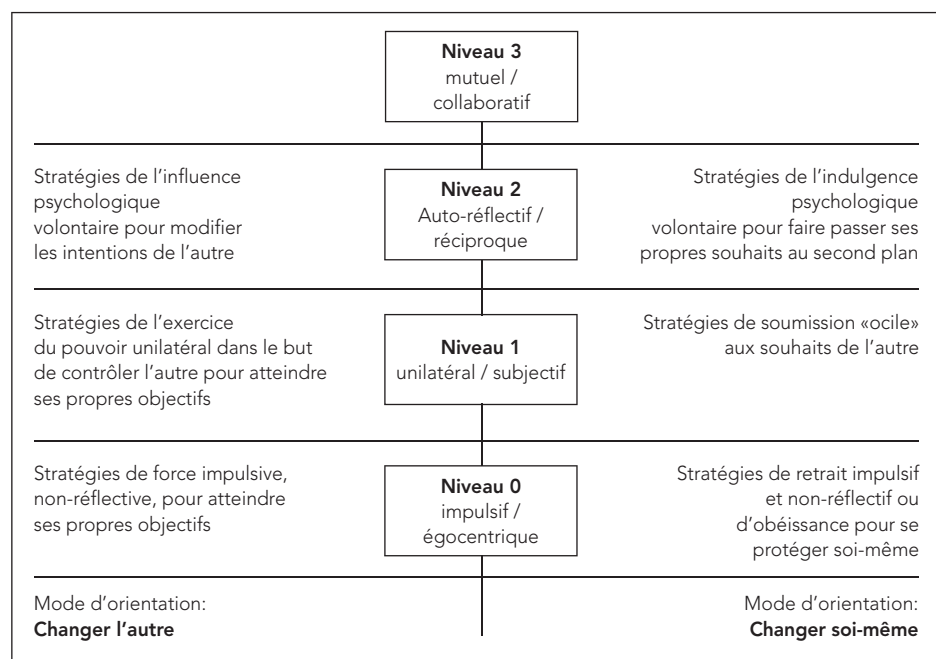 Niveau 3
mutuel /
collaboratif
Stratégies de l'influence
psychologique
volontaire pour modifier
les intentions de l'autre
Niveau 2
Auto-réflectif /
réciproque
Stratégies de l'indulgence
psychologique
volontaire pour faire passer ses
propres souhaits au second plan
Stratégies de l'exercice
du pouvoir unilatéral dans le but
de contrôler l'autre pour atteindre
ses propres objectifs
Niveau 1
unilatéral / subjectif
Stratégies de soumission «ocile»
aux souhaits de l'autre
Stratégies de force impulsive,
non-réflective, pour atteindre
ses propres objectifs
Niveau 0
impulsif /
égocentrique
Stratégies de retrait impulsif
et non-réflectif ou
d'obéissance pour se
protéger soi-même
Mode d'orientation:
Changer l'autre
Mode d'orientation:
Changer soi-même